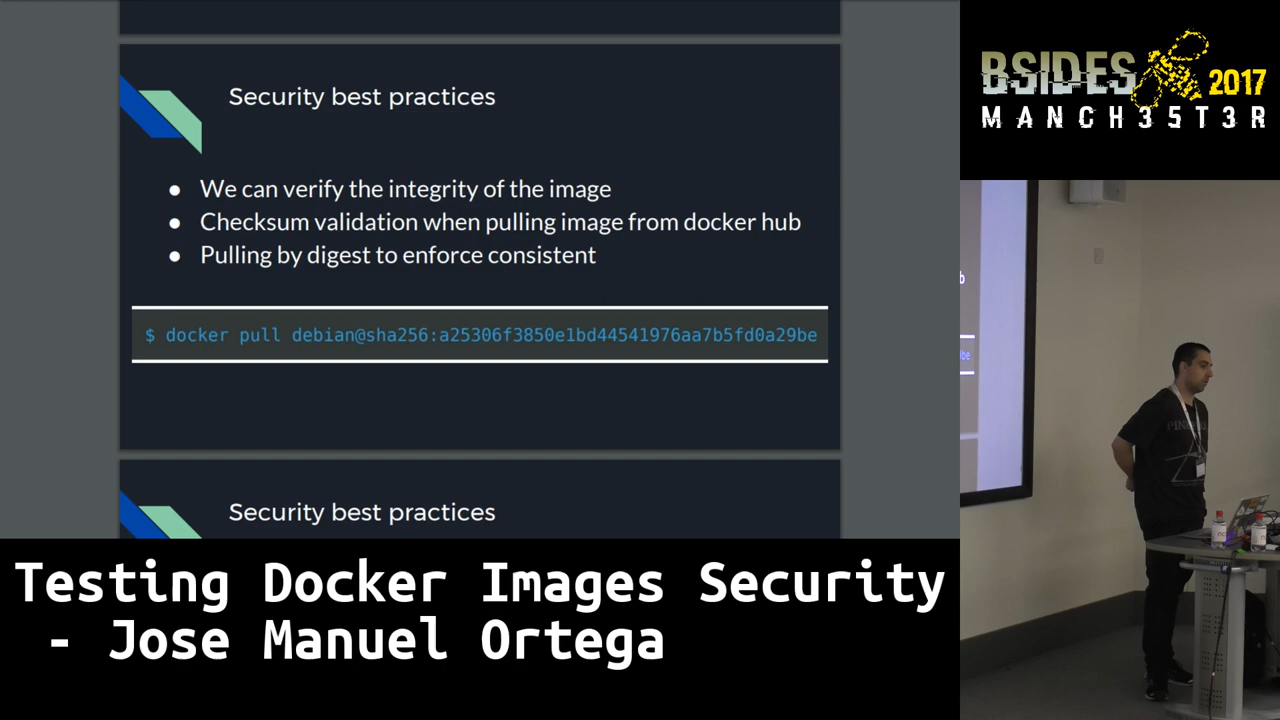 Security best practices
● We can verify the integrity of the image
● Checksum validation when pulling image from docker hub
● Pulling by digest to enforce consistent
$ docker pull debian@sha256:a25306f3850e1bd44541976aa7b5fd0a29be
Security best practices
Testing Docker Images Security
- Jose Manuel Ortega
BSIDES 2017
MANCH35T3R